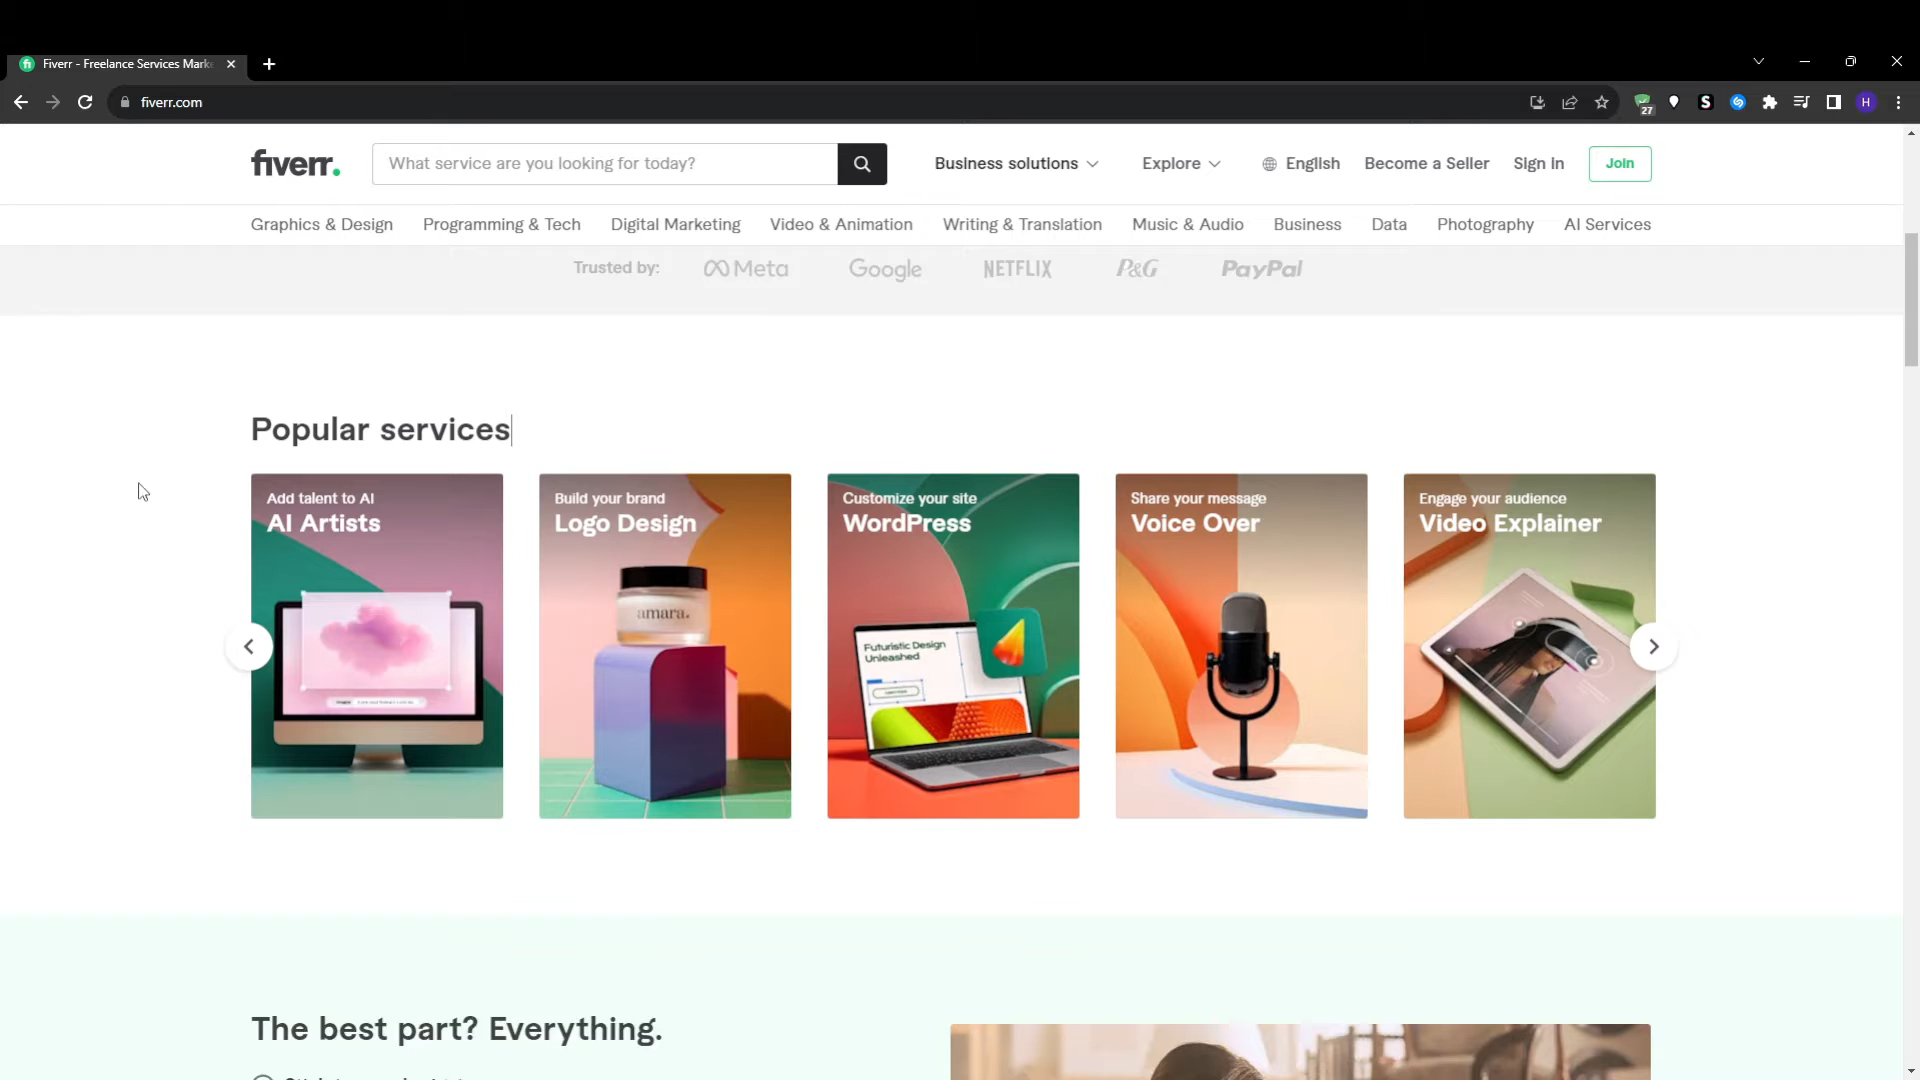 Fiverr - Freelance Services Mark
fiverr.com
27
S
H
fiverr.
What service are you looking for today?
Business solutions
Explore
English
Become a Seller
Sign In
Join
Graphics & Design
Programming & Tech
Digital Marketing
Video & Animation
Writing & Translation
Music & Audio
Business
Data
Photography
AI Services
Trusted by:
Meta
Google
NETFLIX
P&G
PayPal
Popular services
Add talent to AI
AI Artists
Build your brand
Logo Design
amara.
Customize your site
WordPress
Futuristic Design
Unleashed
Share your message
Voice Over
Engage your audience
Video Explainer
The best part? Everything.